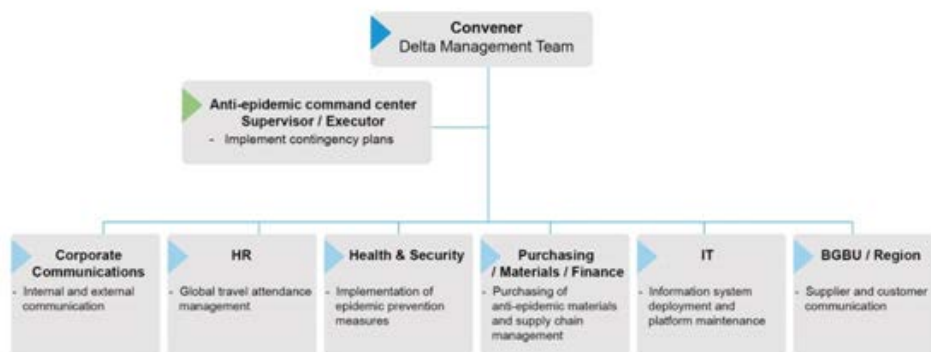 Convener
Delta Management Team
Anti-epidemic command center
Supervisor / Executor
- Implement contingency plans
Corporate
Communications
- Internal and external
communication
HR
- Global travel attendance
management
Health & Security
- Implementation of
epidemic prevention
measures
Purchasing
/ Materials / Finance
- Purchasing of
anti-epidemic materials
and supply chain
management
IT
- Information system
deployment and
platform maintenance
BGBU / Region
- Supplier and customer
communication